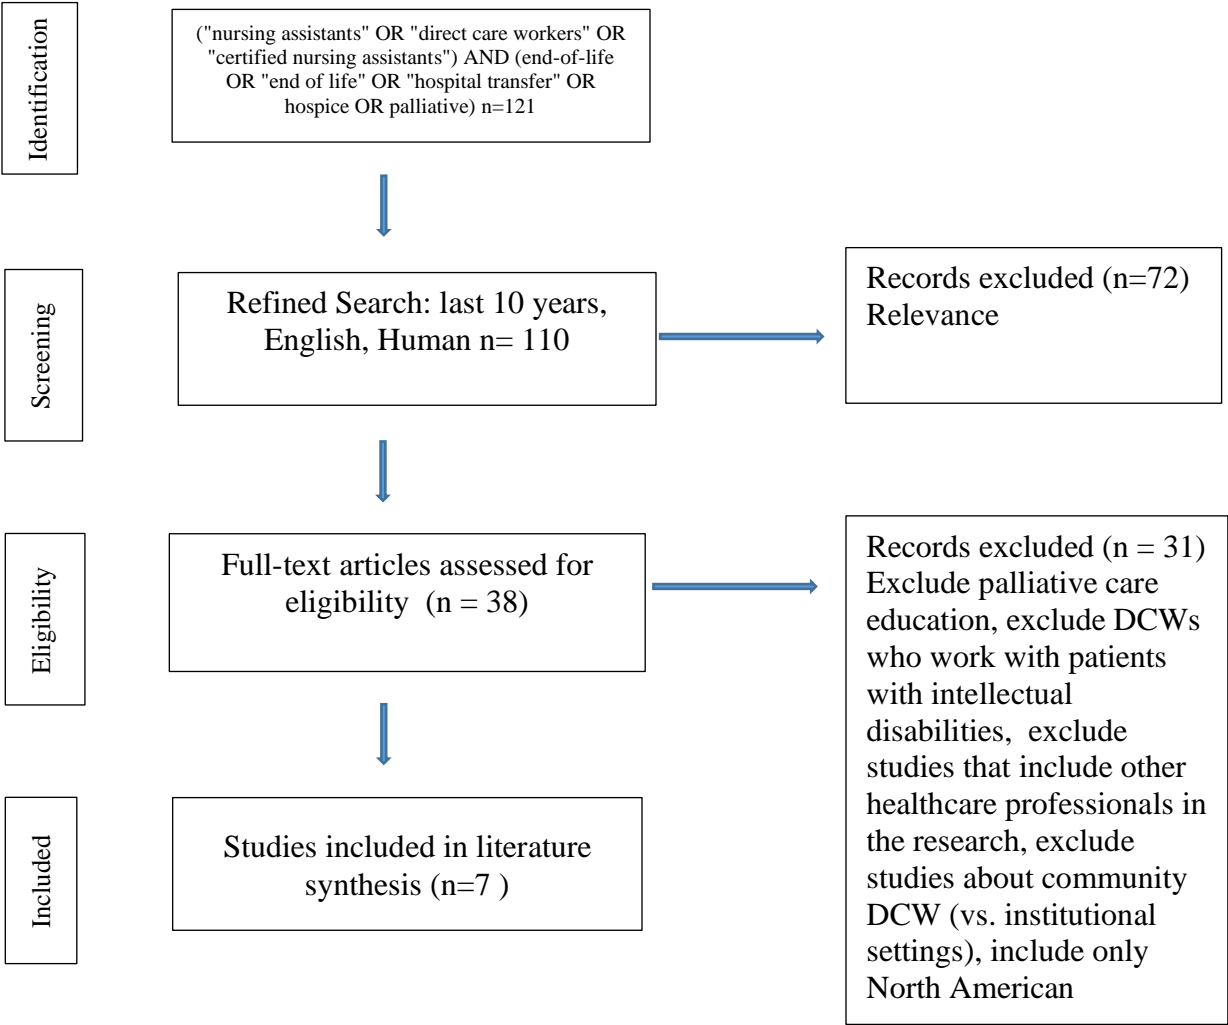 Identification
("nursing assistants" OR "direct care workers" OR
"certified nursing assistants") AND (end-of-life
OR "end of life" OR "hospital transfer" OR
hospice OR palliative) n=121
Screening
Refined Search: last 10 years,
English, Human n= 110
Records excluded (n=72)
Relevance
Eligibility
Full-text articles assessed for
eligibility  (n = 38)
Records excluded (n = 31)
Exclude palliative care
education, exclude DCWs
who work with patients
with intellectual
disabilities,  exclude
studies that include other
healthcare professionals in
the research, exclude
studies about community
DCW (vs. institutional
settings), include only
North American
Included
Studies included in literature
synthesis (n=7 )